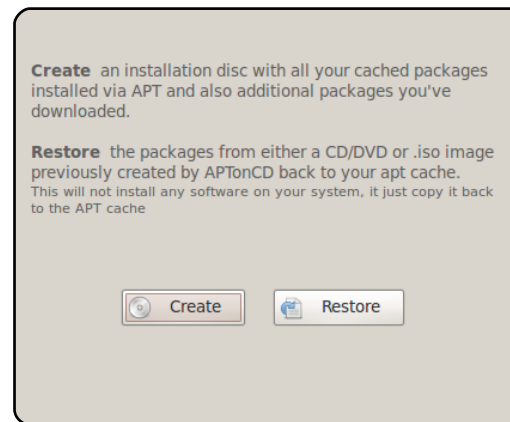 Create an installation disc with all your cached packages
installed via APT and also additional packages you've
downloaded.
Restore the packages from either a CD/DVD or .iso image
previously created by APTonCD back to your apt cache.
This will not install any software on your system, it just copy it back
to the APT cache
Create Restore